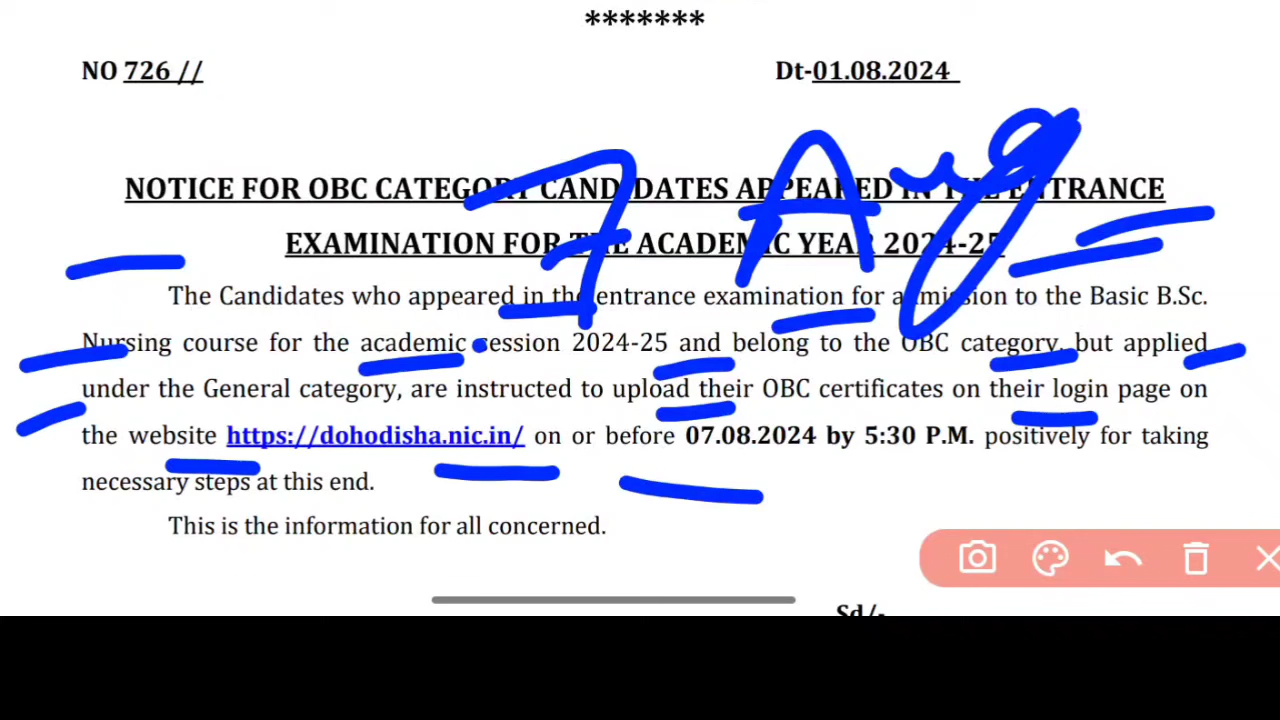 *******
NO 726 // Dt-01.08.2024
7 Aug
NOTICE FOR OBC CATEGORY CANDIDATES APPEARED IN THE ENTRANCE
EXAMINATION FOR THE ACADEMIC YEAR 2024-25
The Candidates who appeared in the entrance examination for admission to the Basic B.Sc.
Nursing course for the academic session 2024-25 and belong to the OBC category, but applied
under the General category, are instructed to upload their OBC certificates on their login page on
the website https://dohodisha.nic.in/ on or before 07.08.2024 by 5:30 P.M. positively for taking
necessary steps at this end.
This is the information for all concerned.
Sd/-